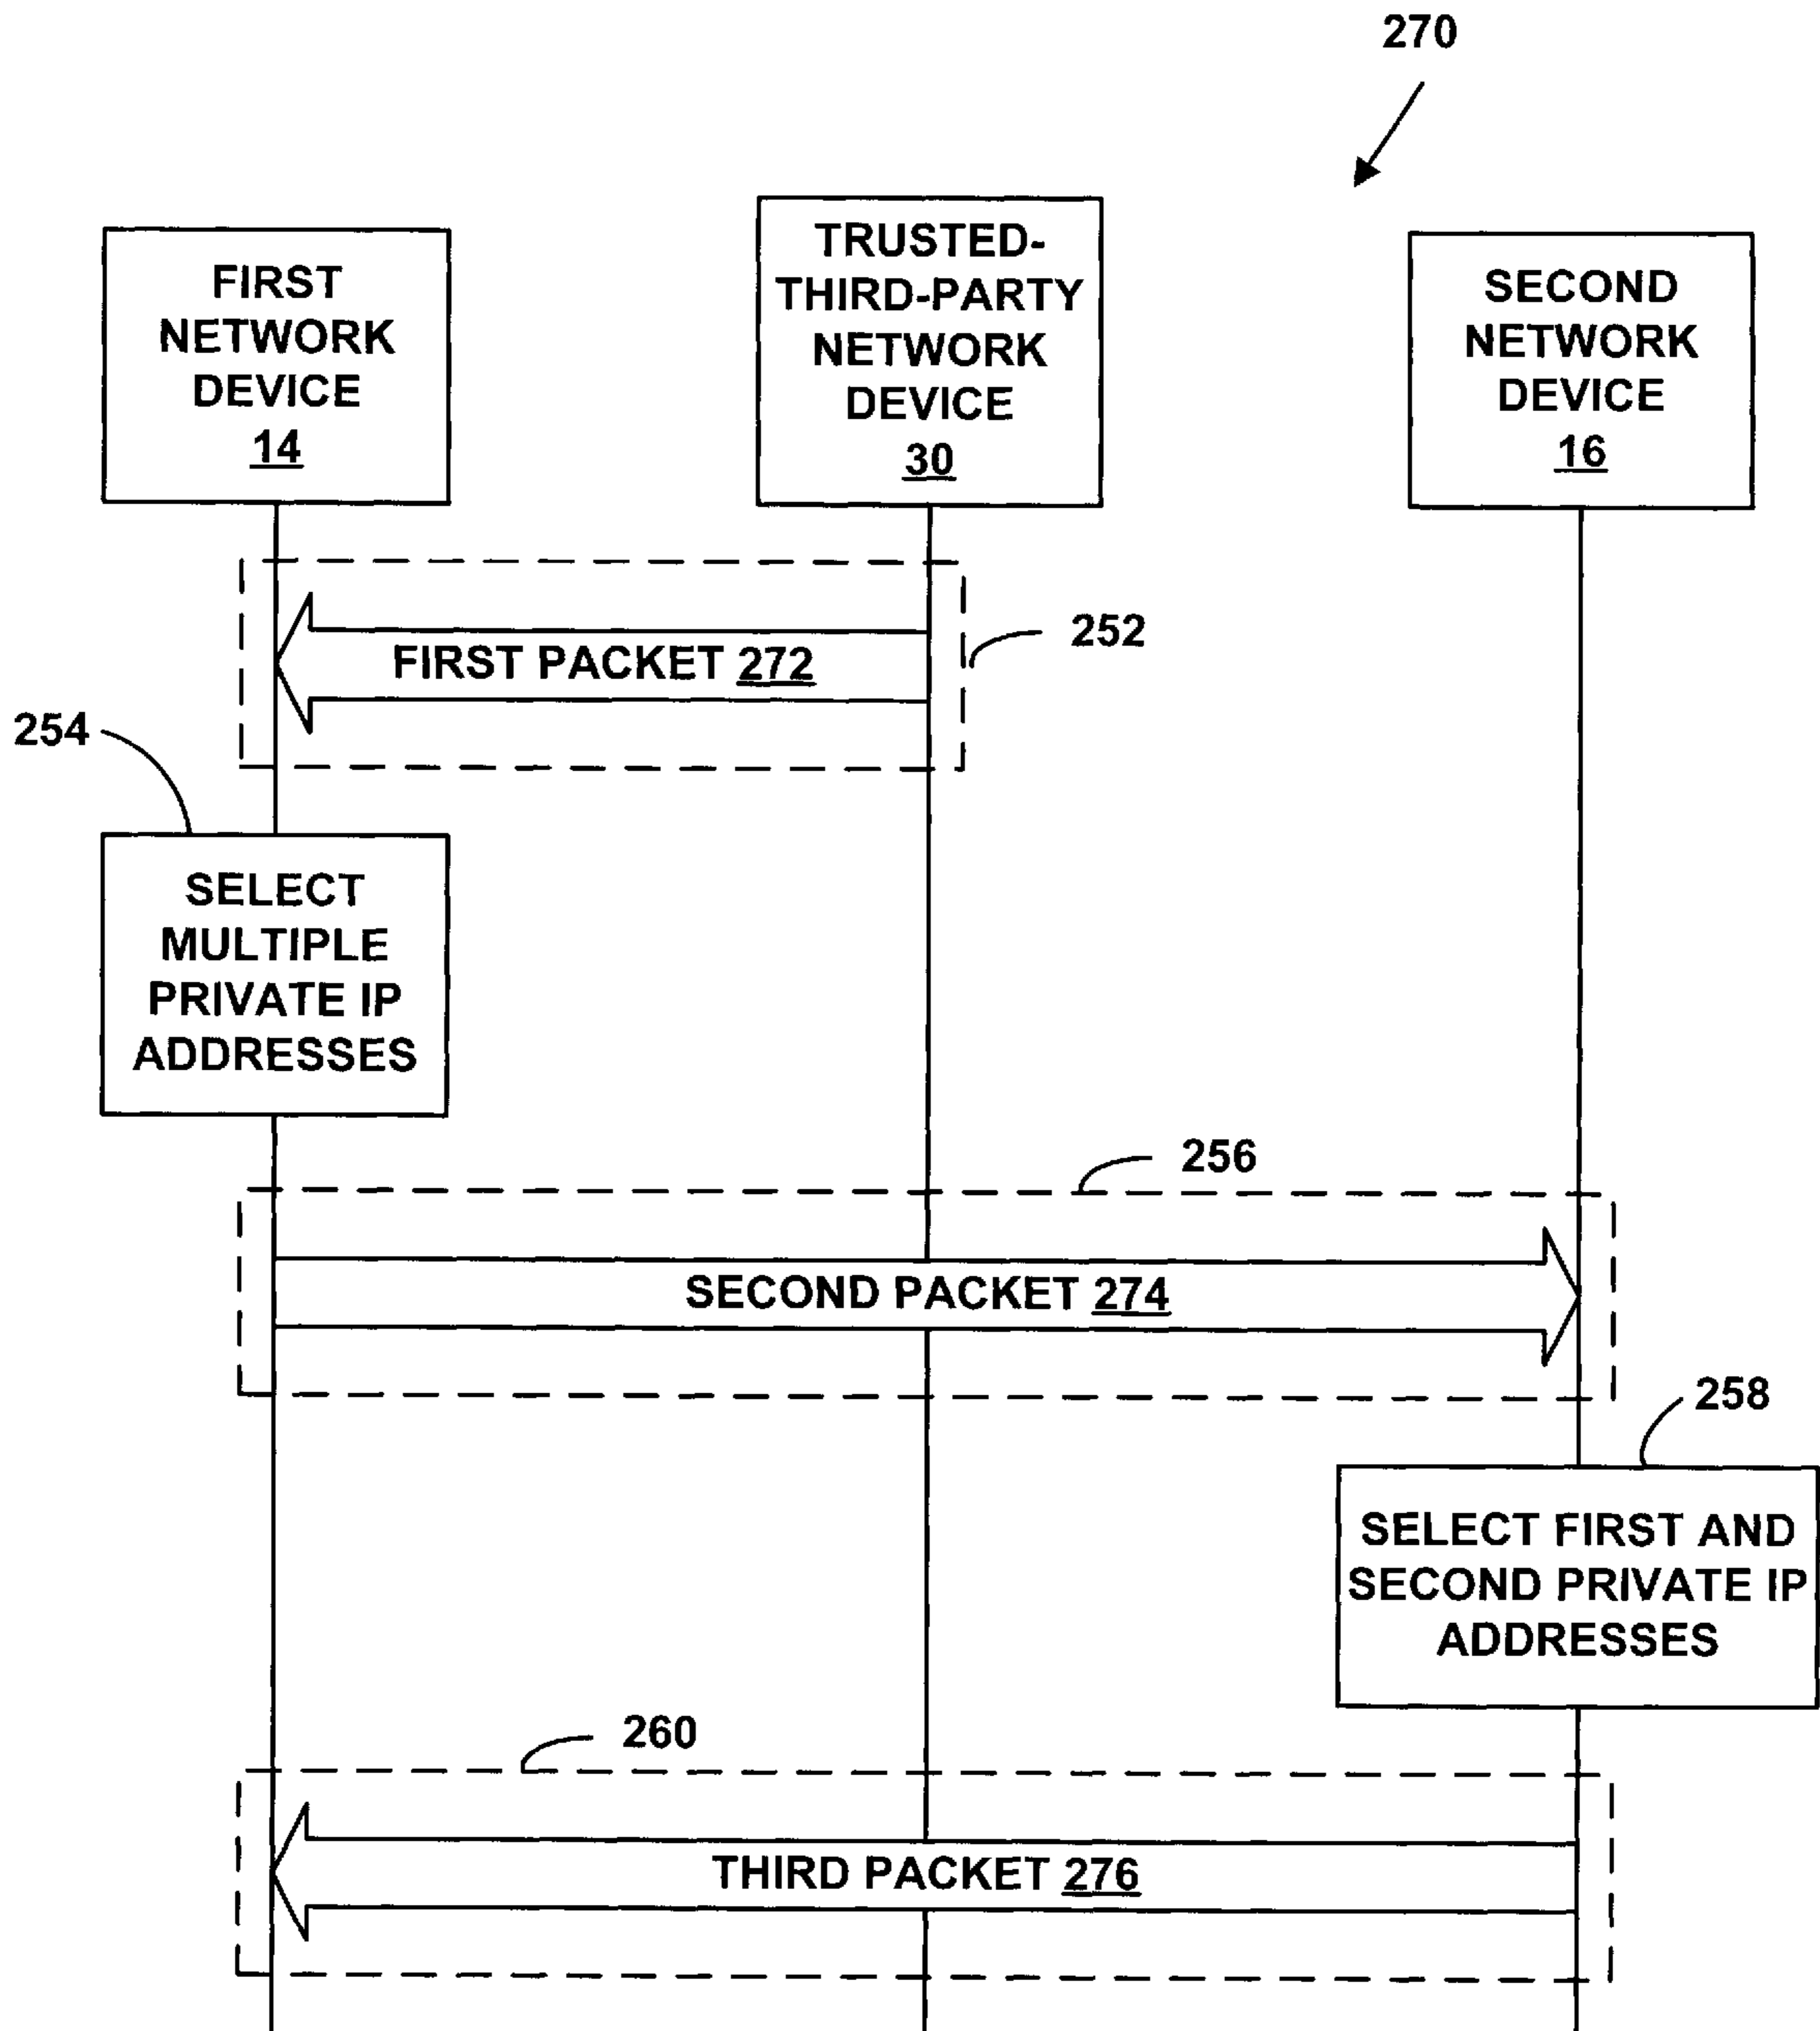 270
FIRST
NETWORK
DEVICE
14
TRUSTED-
THIRD-PARTY
NETWORK
DEVICE
30
SECOND
NETWORK
DEVICE
16
252
FIRST PACKET 272
254
SELECT
MULTIPLE
PRIVATE IP
ADDRESSES
256
SECOND PACKET 274
258
SELECT FIRST AND
SECOND PRIVATE IP
ADDRESSES
260
THIRD PACKET 276